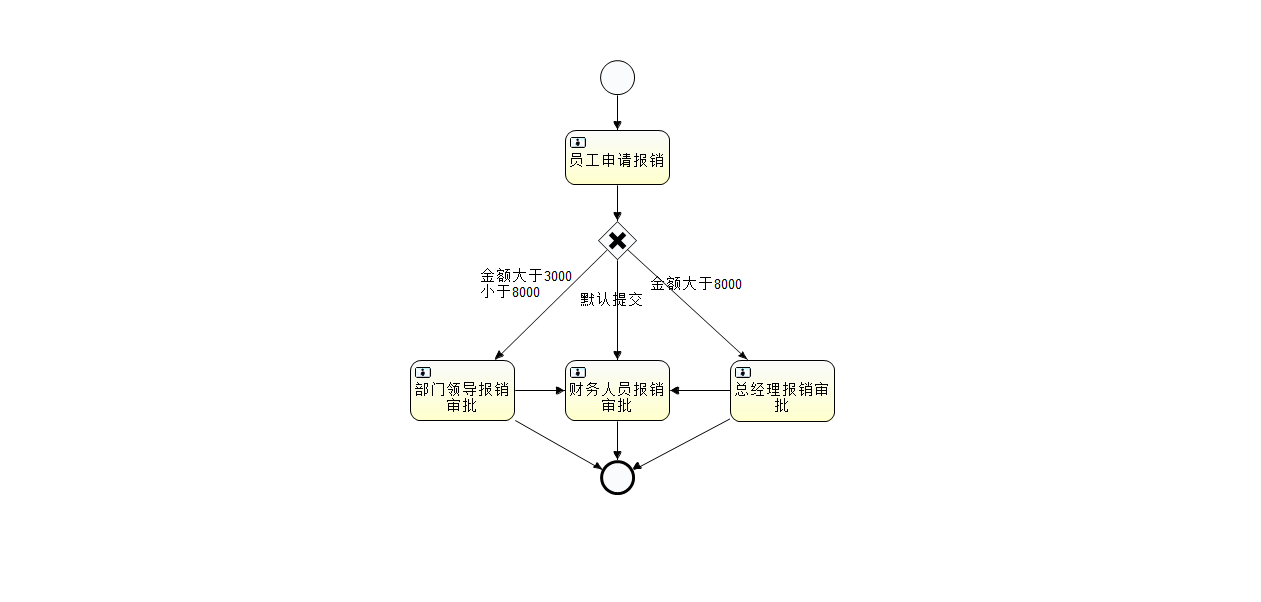 员工申请报销
金额大于3000
小于8000
默认提交
金额大于8000
部门领导报销
审批
财务人员报销
审批
总经理报销审
批